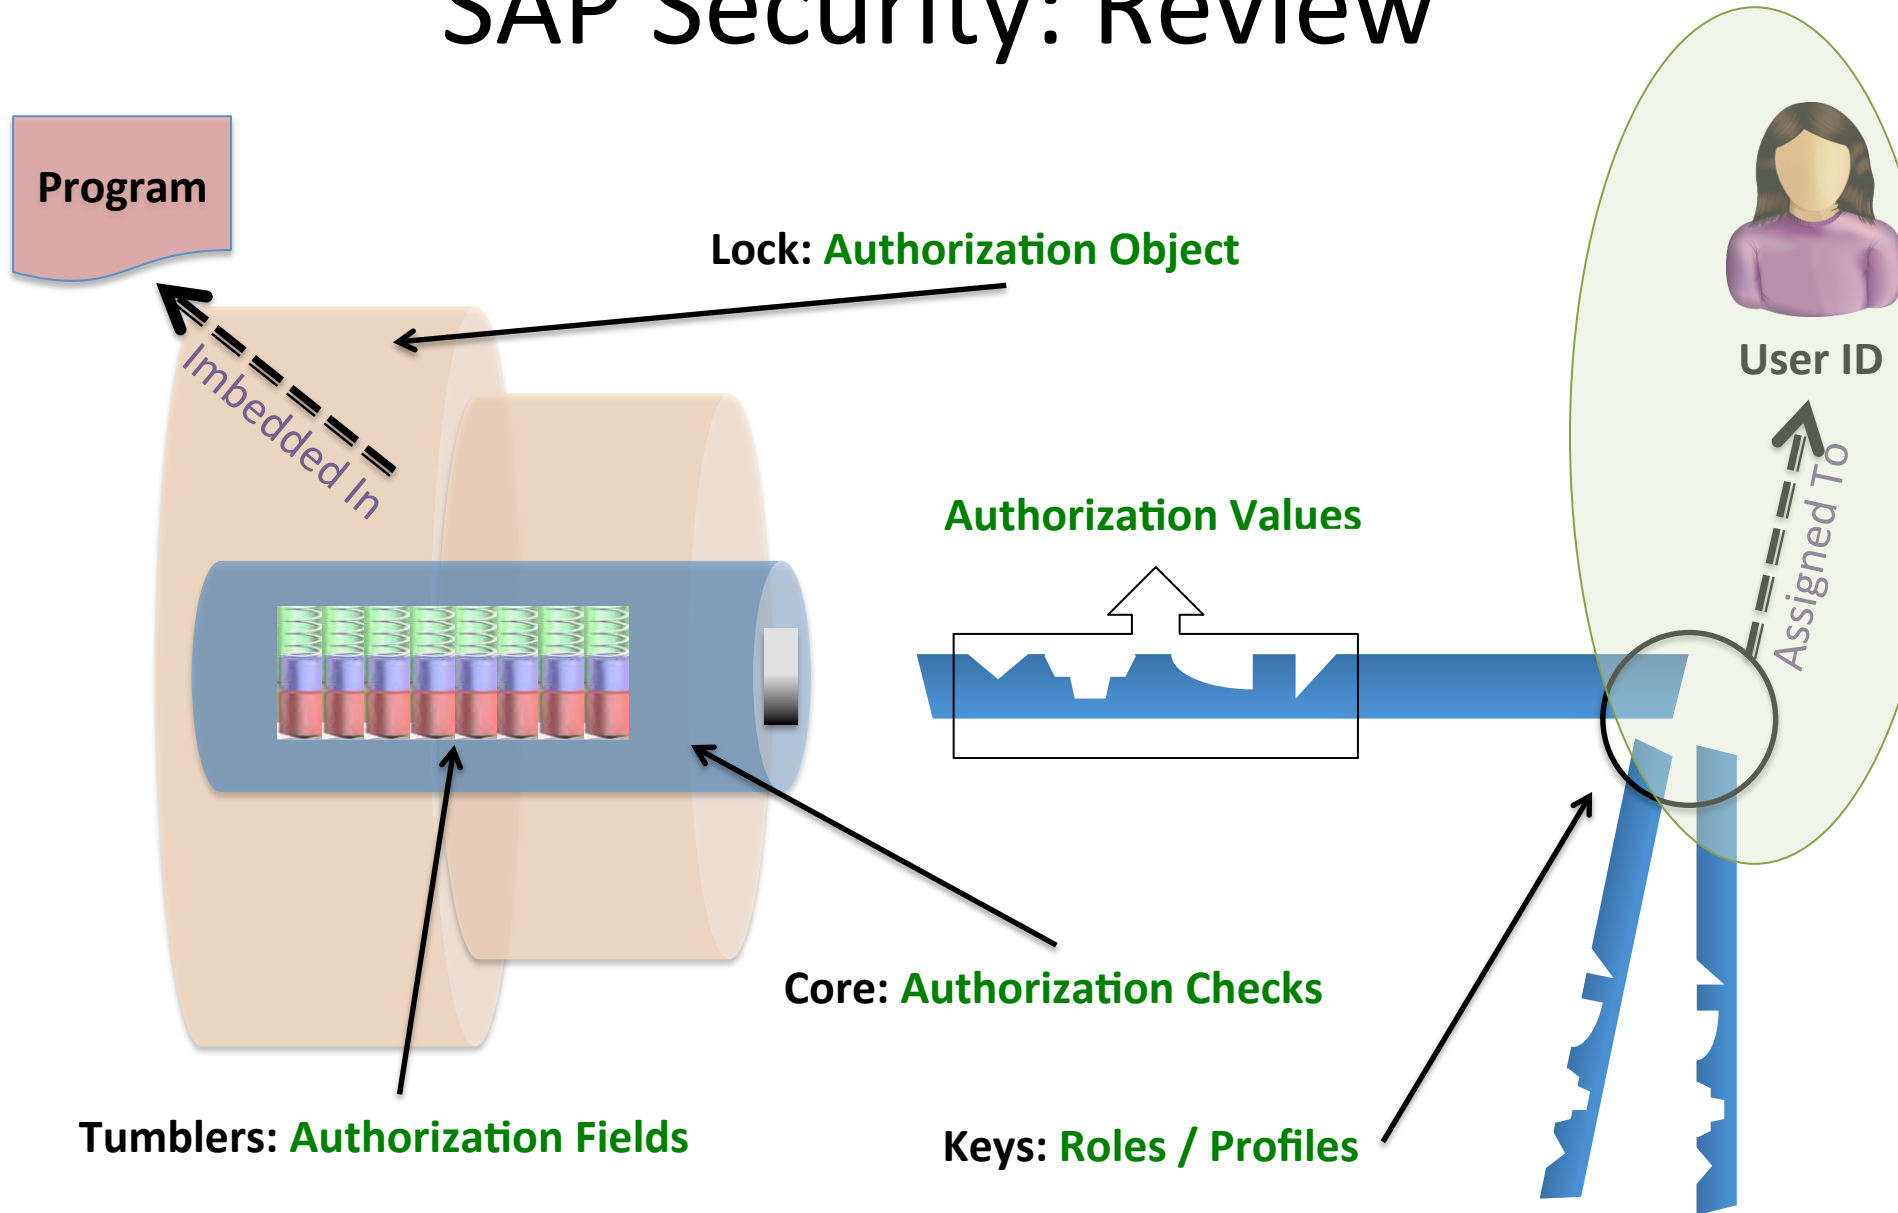 SAP Security: Review
Program
Lock: Authorization Object
Imbedded In
User ID
Assigned To
Authorization Values
Core: Authorization Checks
Tumblers: Authorization Fields
Keys: Roles / Profiles